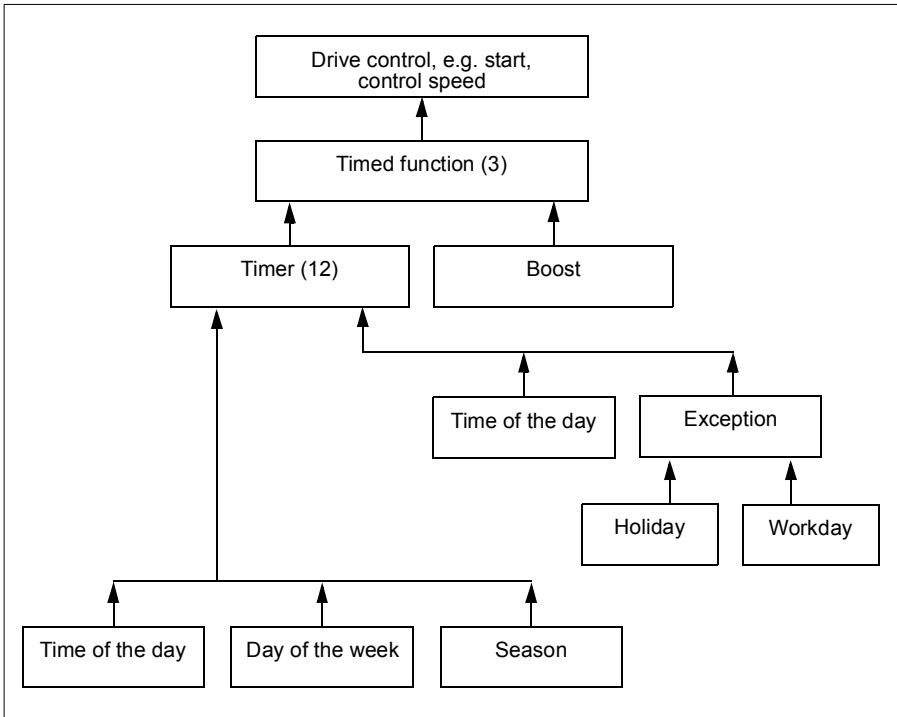 Drive control, e.g. start,
control speed
Timed function (3)
Timer (12)
Boost
Time of the day
Exception
Holiday
Workday
Time of the day
Day of the week
Season